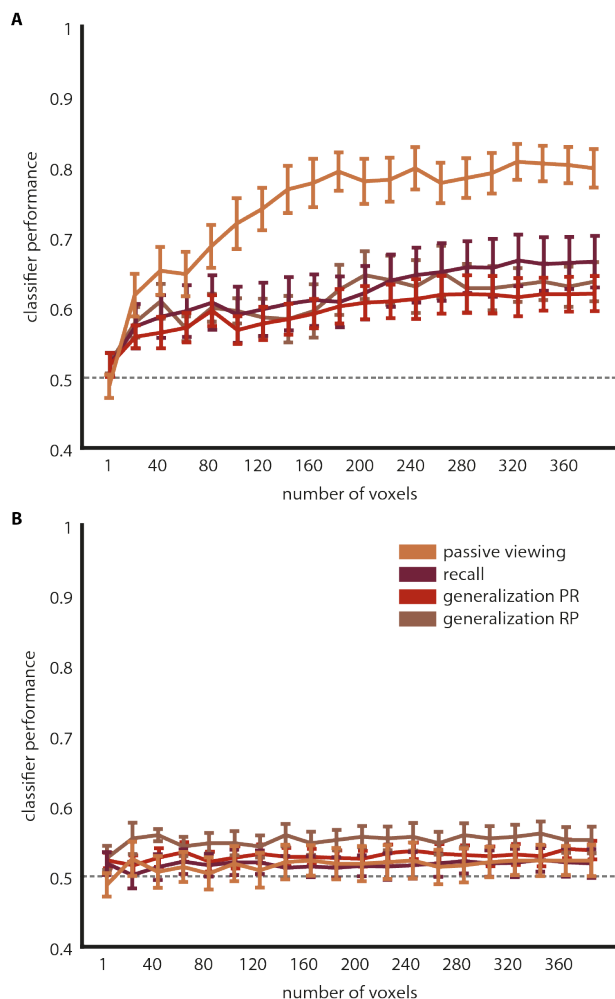 A
1
0.9
0.8
0.7
0.6
0.5
0.4
classifier performance
1 40 80 120 160 200 240 280 320 360
number of voxels
B
1
0.9
0.8
0.7
0.6
0.5
0.4
classifier performance
passive viewing
recall
generalization PR
generalization RP
1 40 80 120 160 200 240 280 320 360
number of voxels